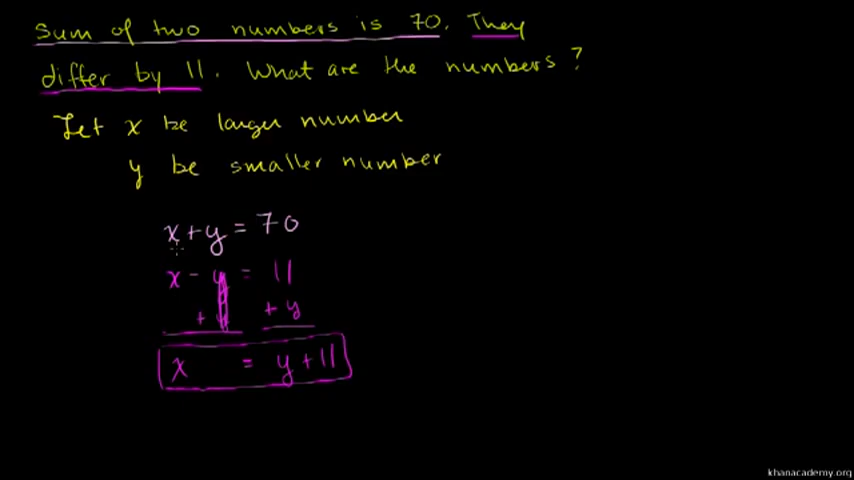 Sum of two numbers is 70. They
differ by 11. What are the numbers?
Let x be larger number
y be smaller number
x+y=70
x - y = 11
+ y + y
x = y+11
khanacademy.org